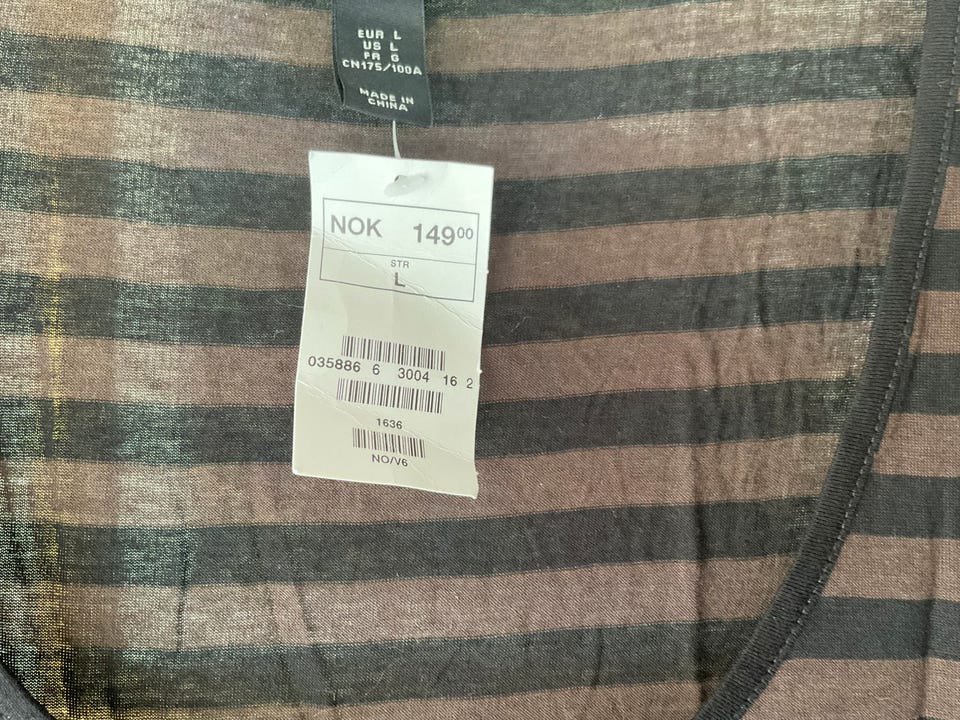 EUR L
US L
FR G
CN175/100A
MADE IN
CHINA
NOK 149 00
STR
L
035886 6 3004 16 2
1636
NO/V6